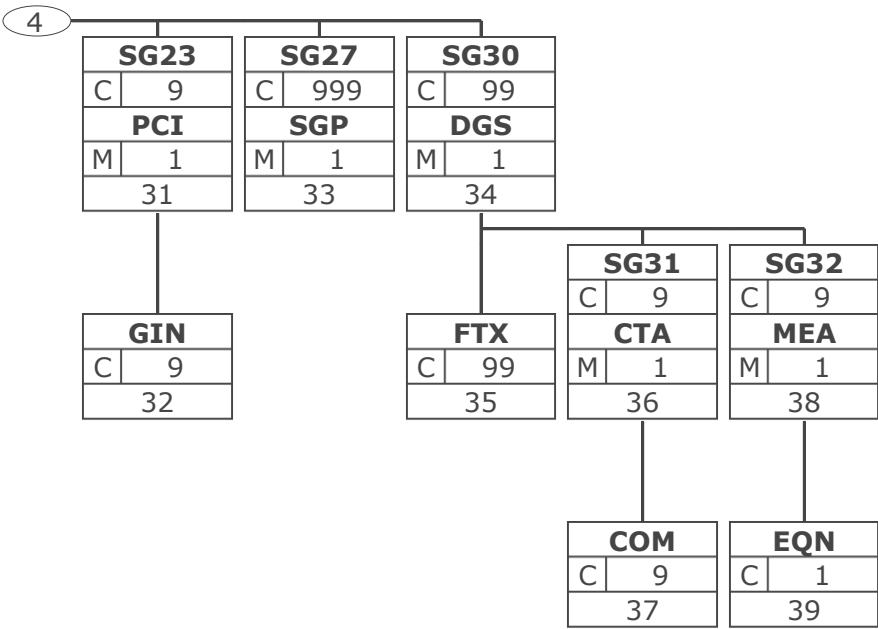 4
SG23 SG27 SG30
C 9 C 999 C 99
PCI SGP DGS
M 1 M 1 M 1
31 33 34
SG31 SG32
C 9 C 9
GIN FTX CTA MEA
C 9 C 99 M 1 M 1
32 35 36 38
COM EQN
C 9 C 1
37 39